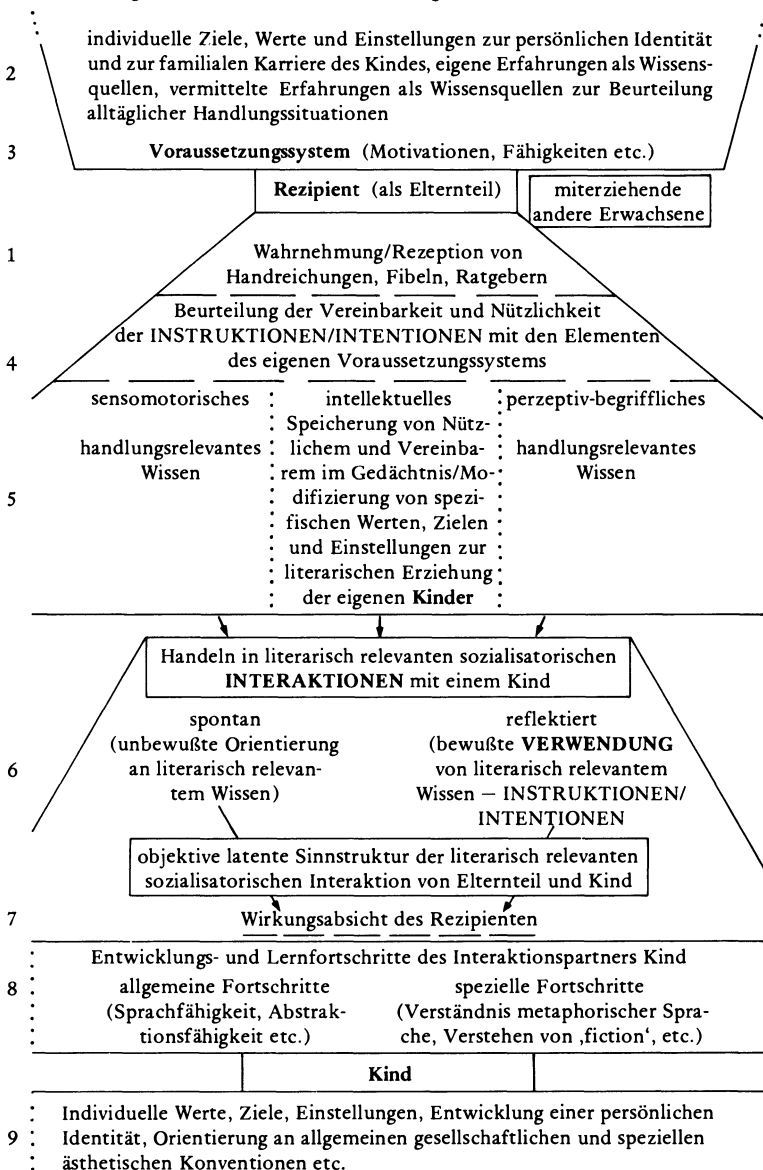 2 individuelle Ziele, Werte und Einstellungen zur persönlichen Identität
und zur familialen Karriere des Kindes, eigene Erfahrungen als Wissens-
quellen, vermittelte Erfahrungen als Wissensquellen zur Beurteilung
alltäglicher Handlungssituationen
3 Voraussetzungssystem (Motivationen, Fähigkeiten etc.)
Rezipient (als Elternteil)
miterziehende
andere Erwachsene
1 Wahrnehmung/Rezeption von
Handreichungen, Fibeln, Ratgebern
4 Beurteilung der Vereinbarkeit und Nützlichkeit
der INSTRUKTIONEN/INTENTIONEN mit den Elementen
des eigenen Voraussetzungssystems
5 sensomotorisches
handlungsrelevantes
Wissen
intellektuelles
Speicherung von Nütz-
lichem und Vereinba-
rem im Gedächtnis/Mo-
difizierung von spezi-
fischen Werten, Zielen
und Einstellungen zur
literarischen Erziehung
der eigenen Kinder
perzeptiv-begriffliches
handlungsrelevantes
Wissen
Handeln in literarisch relevanten sozialisatorischen
INTERAKTIONEN mit einem Kind
6 spontan
(unbewußte Orientierung
an literarisch relevan-
tem Wissen)
reflektiert
(bewußte VERWENDUNG
von literarisch relevantem
Wissen — INSTRUKTIONEN/
INTENTIONEN
objektive latente Sinnstruktur der literarisch relevanten
sozialisatorischen Interaktion von Elternteil und Kind
7 Wirkungsabsicht des Rezipienten
Entwicklungs- und Lernfortschritte des Interaktionspartners Kind
8 allgemeine Fortschritte
(Sprachfähigkeit, Abstrak-
tionsfähigkeit etc.)
spezielle Fortschritte
(Verständnis metaphorischer Spra-
che, Verstehen von ‚fiction‘, etc.)
Kind
9 Individuelle Werte, Ziele, Einstellungen, Entwicklung einer persönlichen
Identität, Orientierung an allgemeinen gesellschaftlichen und speziellen
ästhetischen Konventionen etc.